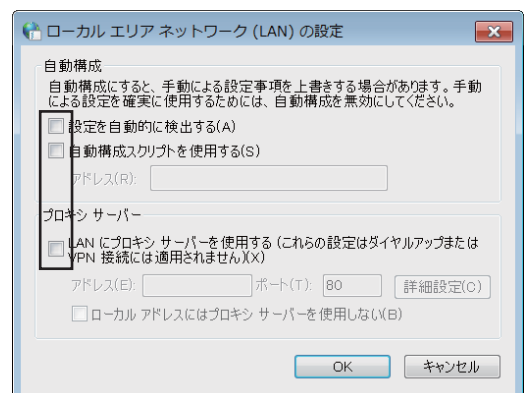 ローカル エリア ネットワーク (LAN) の設定
自動構成
自動構成にすると、手動による設定事項を上書きする場合があります。手動
による設定を確実に使用するためには、自動構成を無効にしてください。
設定を自動的に検出する(A)
自動構成スクリプトを使用する(S)
アドレス(R):
プロキシ サーバー
LAN にプロキシ サーバーを使用する (これらの設定はダイヤルアップまたは
VPN 接続には適用されません)(X)
アドレス(E): ポート(T): 80 詳細設定(C)
ローカル アドレスにはプロキシ サーバーを使用しない(B)
OK キャンセル